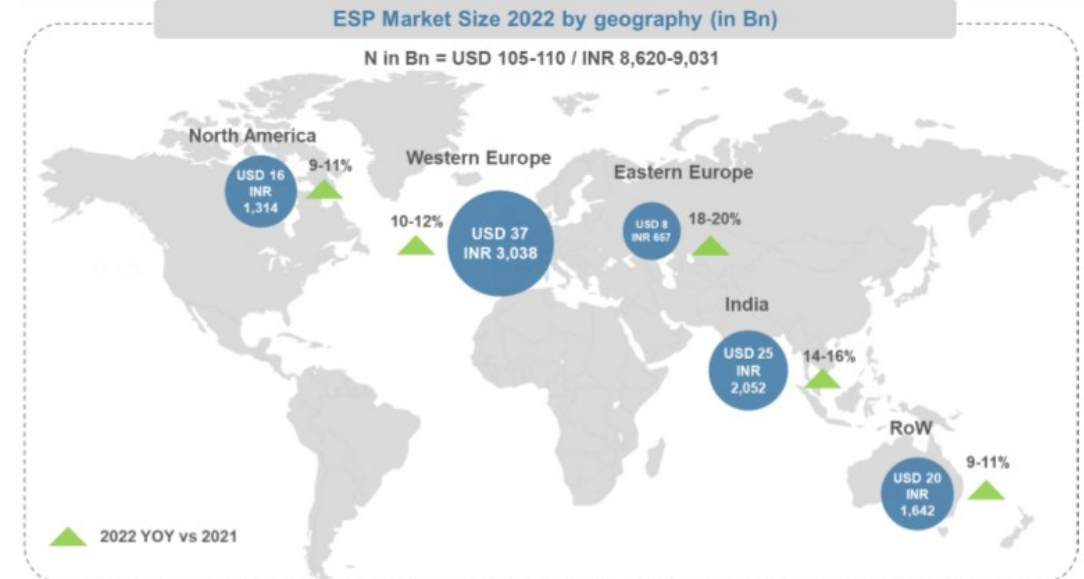 ESP Market Size 2022 by geography (in Bn)
N in Bn = USD 105-110 / INR 8,620-9,031
North America
9-11%
USD 16
INR
1,314
Western Europe
10-12%
USD 37
INR 3,038
Eastern Europe
USD 8
INR 657
18-20%
India
USD 25
INR
2,052
14-16%
RoW
USD 20
INR
1,642
9-11%
2022 YOY vs 2021